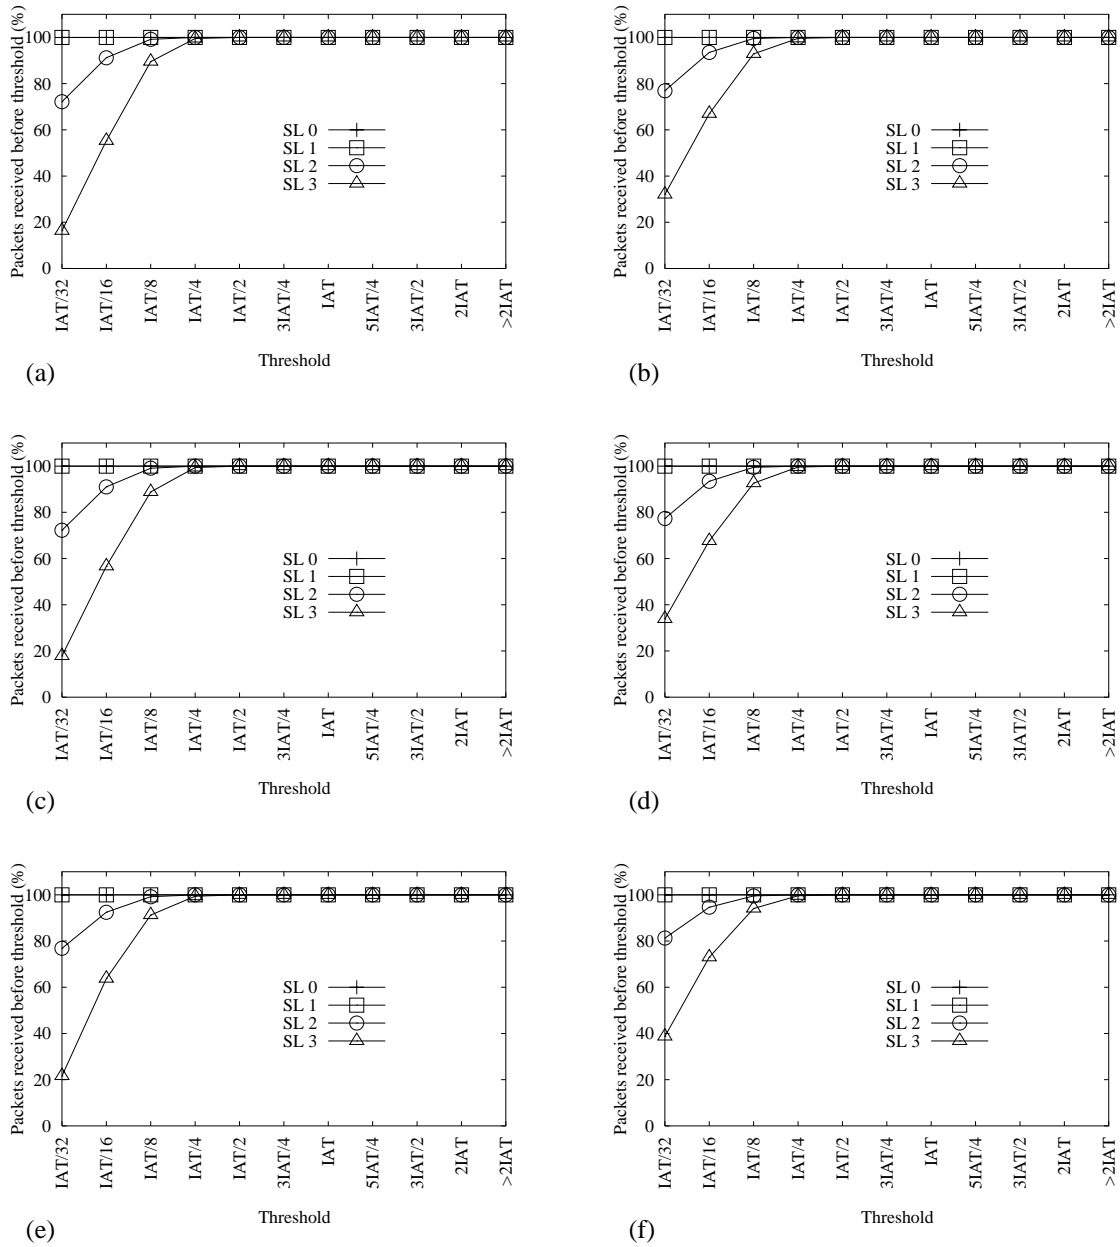 Packets received before threshold (%)
100
80
60
40
20
0
SL 0
SL 1
SL 2
SL 3
IAT/32
IAT/16
IAT/8
IAT/4
IAT/2
3IAT/4
IAT
5IAT/4
3IAT/2
2IAT
>2IAT
Threshold
(a)
Packets received before threshold (%)
100
80
60
40
20
0
SL 0
SL 1
SL 2
SL 3
IAT/32
IAT/16
IAT/8
IAT/4
IAT/2
3IAT/4
IAT
5IAT/4
3IAT/2
2IAT
>2IAT
Threshold
(b)
Packets received before threshold (%)
100
80
60
40
20
0
SL 0
SL 1
SL 2
SL 3
IAT/32
IAT/16
IAT/8
IAT/4
IAT/2
3IAT/4
IAT
5IAT/4
3IAT/2
2IAT
>2IAT
Threshold
(c)
Packets received before threshold (%)
100
80
60
40
20
0
SL 0
SL 1
SL 2
SL 3
IAT/32
IAT/16
IAT/8
IAT/4
IAT/2
3IAT/4
IAT
5IAT/4
3IAT/2
2IAT
>2IAT
Threshold
(d)
Packets received before threshold (%)
100
80
60
40
20
0
SL 0
SL 1
SL 2
SL 3
IAT/32
IAT/16
IAT/8
IAT/4
IAT/2
3IAT/4
IAT
5IAT/4
3IAT/2
2IAT
>2IAT
Threshold
(e)
Packets received before threshold (%)
100
80
60
40
20
0
SL 0
SL 1
SL 2
SL 3
IAT/32
IAT/16
IAT/8
IAT/4
IAT/2
3IAT/4
IAT
5IAT/4
3IAT/2
2IAT
>2IAT
Threshold
(f)